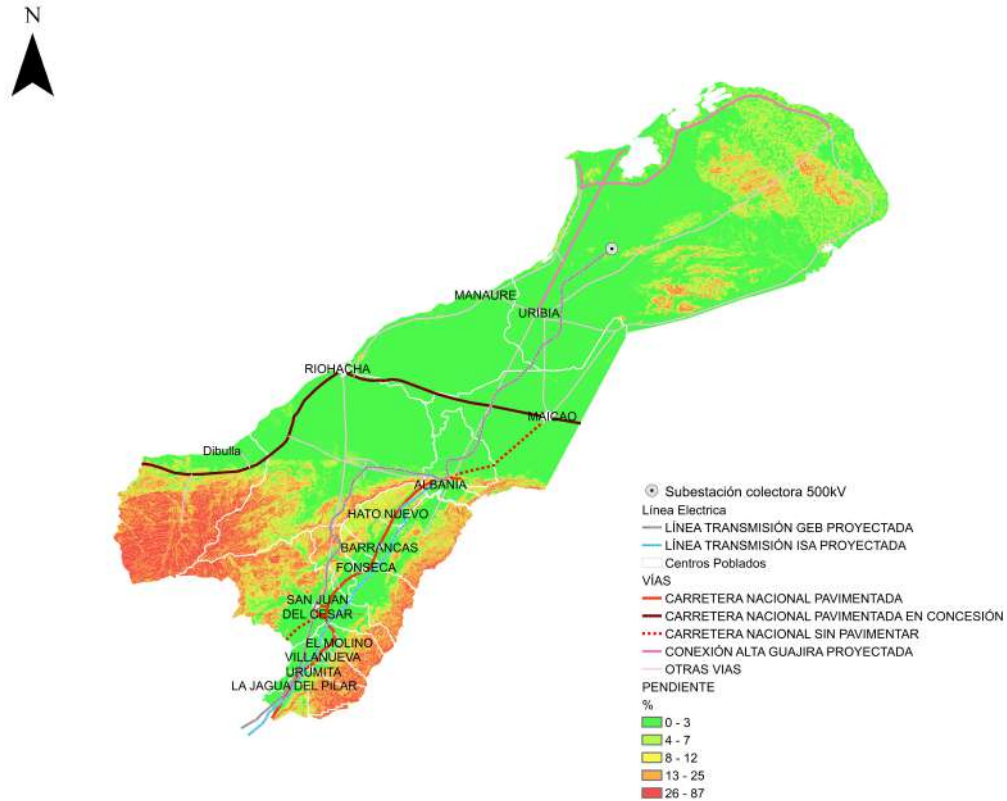 N
MANAURE
URIBIA
RIOHACHA
MAICAO
Dibulla
ALBANIA
HATO NUEVO
BARRANCAS
FONSECA
SAN JUAN
DEL CESAR
EL MOLINO
VILLANUEVA
URUMITA
LA JAGUA DEL PILAR
Subestación colectora 500kV
Línea Electrica
LÍNEA TRANSMISIÓN GEB PROYECTADA
LÍNEA TRANSMISIÓN ISA PROYECTADA
Centros Poblados
VÍAS
CARRETERA NACIONAL PAVIMENTADA
CARRETERA NACIONAL PAVIMENTADA EN CONCESIÓN
CARRETERA NACIONAL SIN PAVIMENTAR
CONEXIÓN ALTA GUAJIRA PROYECTADA
OTRAS VIAS
PENDIENTE
%
0 - 3
4 - 7
8 - 12
13 - 25
26 - 87